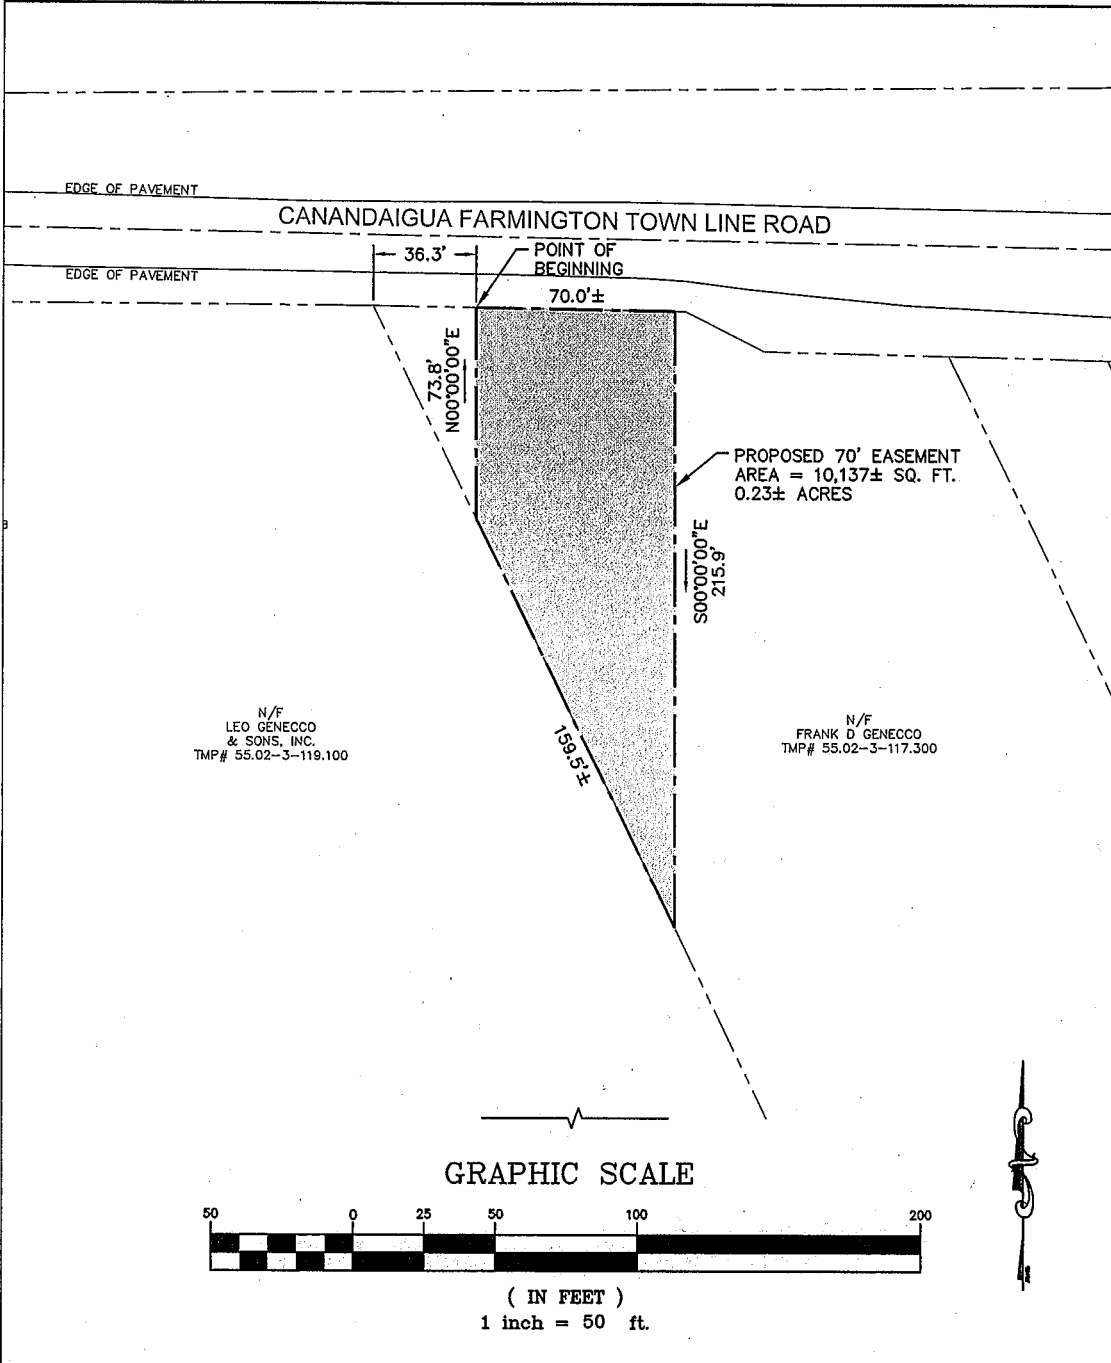 EDGE OF PAVEMENT
CANANDAIGUA FARMINGTON TOWN LINE ROAD
36.3'
POINT OF
BEGINNING
EDGE OF PAVEMENT
70.0'±
73.8'
N00°00'00"E
PROPOSED 70' EASEMENT
AREA = 10,137± SQ. FT.
0.23± ACRES
S00°00'00"E
215.9'
N/F
LEO GENECCO
& SONS, INC.
TMP# 55.02-3-119.100
N/F
FRANK D GENECCO
TMP# 55.02-3-117.300
159.5'±
GRAPHIC SCALE
50 0 25 50 100 200
( IN FEET )
1 inch = 50 ft.